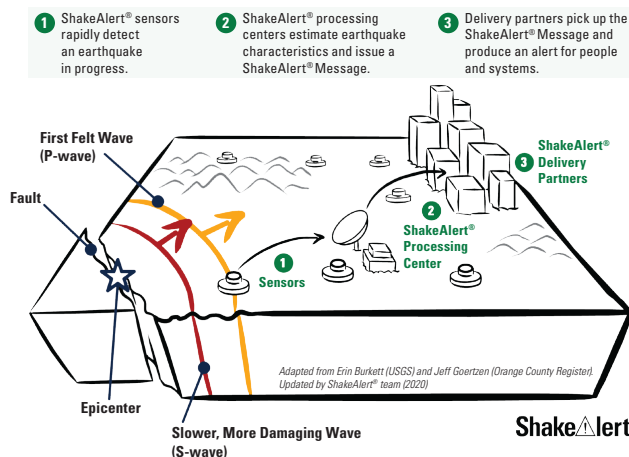 1 ShakeAlert® sensors
rapidly detect
an earthquake
in progress.
2 ShakeAlert® processing
centers estimate earthquake
characteristics and issue a
ShakeAlert® Message.
3 Delivery partners pick up the
ShakeAlert® Message and
produce an alert for people
and systems.
First Felt Wave
(P-wave)
Fault
ShakeAlert®
3 Delivery
Partners
2
ShakeAlert®
Processing
Center
1
Sensors
Epicenter
Slower, More Damaging Wave
(S-wave)
Adapted from Erin Burkett (USGS) and Jeff Goertzen (Orange County Register).
Updated by ShakeAlert® team (2020)
ShakeAlert